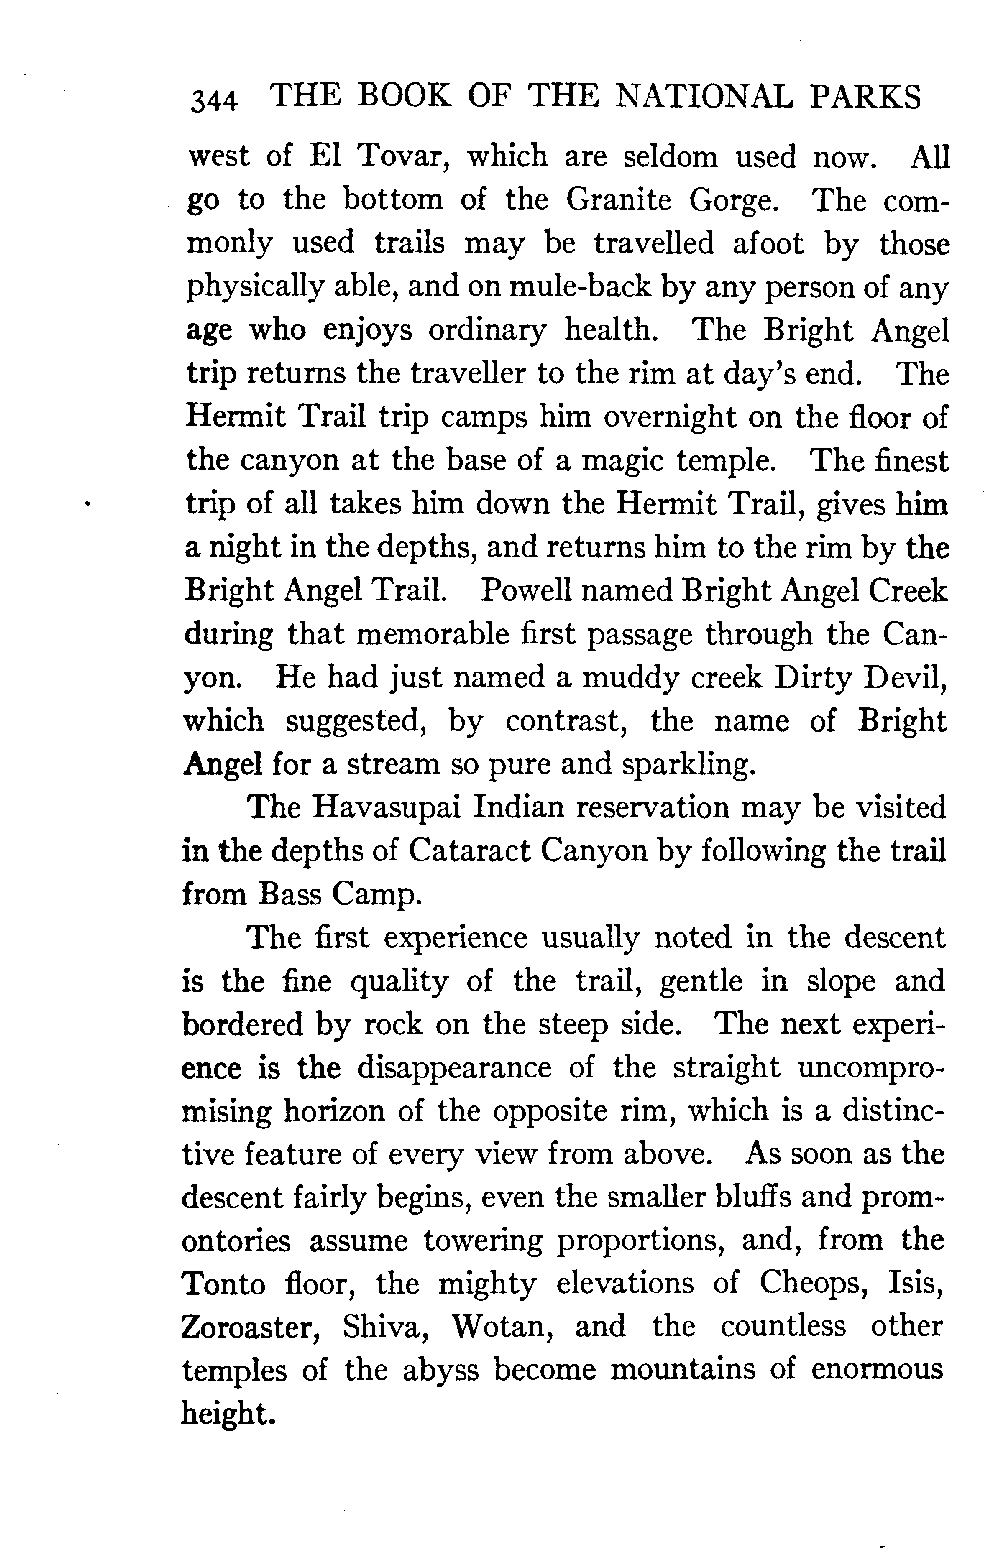 344 THE BOOK OF THE NATIONAL PARKS
west of El Tovar, which are seldom used now. All
go to the bottom of the Granite Gorge. The com-
monly used trails may be travelled afoot by those
physically able, and on mule-back by any person of any
age who enjoys ordinary health. The Bright Angel
trip returns the traveller to the rim at day's end. The
Hermit Trail trip camps him overnight on the floor of
the canyon at the base of a magic temple. The finest
trip of all takes him down the Hermit Trail, gives him
a night in the depths, and returns him to the rim by the
Bright Angel Trail. Powell named Bright Angel Creek
during that memorable first passage through the Can-
yon. He had just named a muddy creek Dirty Devil,
which suggested, by contrast, the name of Bright
Angel for a stream so pure and sparkling.
The Havasupai Indian reservation may be visited
in the depths of Cataract Canyon by following the trail
from Bass Camp.
The first experience usually noted in the descent
is the fine quality of the trail, gentle in slope and
bordered by rock on the steep side. The next experi-
ence is the disappearance of the straight uncompro-
mising horizon of the opposite rim, which is a distinc-
tive feature of every view from above. As soon as the
descent fairly begins, even the smaller bluffs and prom-
ontories assume towering proportions, and, from the
Tonto floor, the mighty elevations of Cheops, Isis,
Zoroaster, Shiva, Wotan, and the countless other
temples of the abyss become mountains of enormous
height.